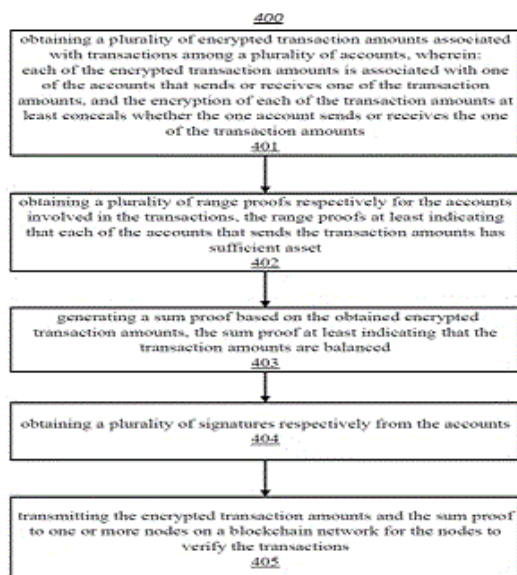 400
obtaining a plurality of encrypted transaction amounts associated
with transactions among a plurality of accounts, wherein:
each of the encrypted transaction amounts is associated with one
of the accounts that sends or receives one of the transaction
amounts, and the encryption of each of the transaction amounts at
least conceals whether the one account sends or receives the one
of the transaction amounts
401
obtaining a plurality of range proofs respectively for the accounts
involved in the transactions, the range proofs at least indicating
that each of the accounts that sends the transaction amounts has
sufficient asset
402
generating a sum proof based on the obtained encrypted
transaction amounts, the sum proof at least indicating that the
transaction amounts are balanced
403
obtaining a plurality of signatures respectively from the accounts
404
transmitting the encrypted transaction amounts and the sum proof
to one or more nodes on a blockchain network for the nodes to
verify the transactions
405